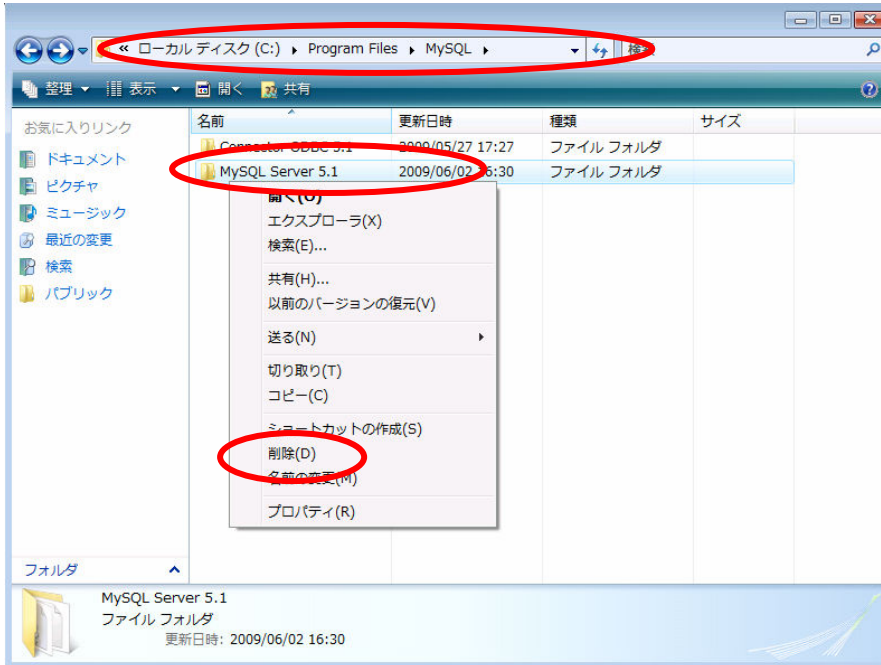 « ローカル ディスク (C:) ▸ Program Files ▸ MySQL ▸ 検索
整理 表示 開く 共有
お気に入りリンク
ドキュメント
ピクチャ
ミュージック
最近の変更
検索
パブリック
フォルダ
名前 更新日時 種類 サイズ
Connector ODBC 5.1 2009/05/27 17:27 ファイル フォルダ
MySQL Server 5.1 2009/06/02 16:30 ファイル フォルダ
開く(O)
エクスプローラ(X)
検索(E)...
共有(H)...
以前のバージョンの復元(V)
送る(N)
切り取り(T)
コピー(C)
ショートカットの作成(S)
削除(D)
名前の変更(M)
プロパティ(R)
MySQL Server 5.1
ファイル フォルダ
更新日時: 2009/06/02 16:30